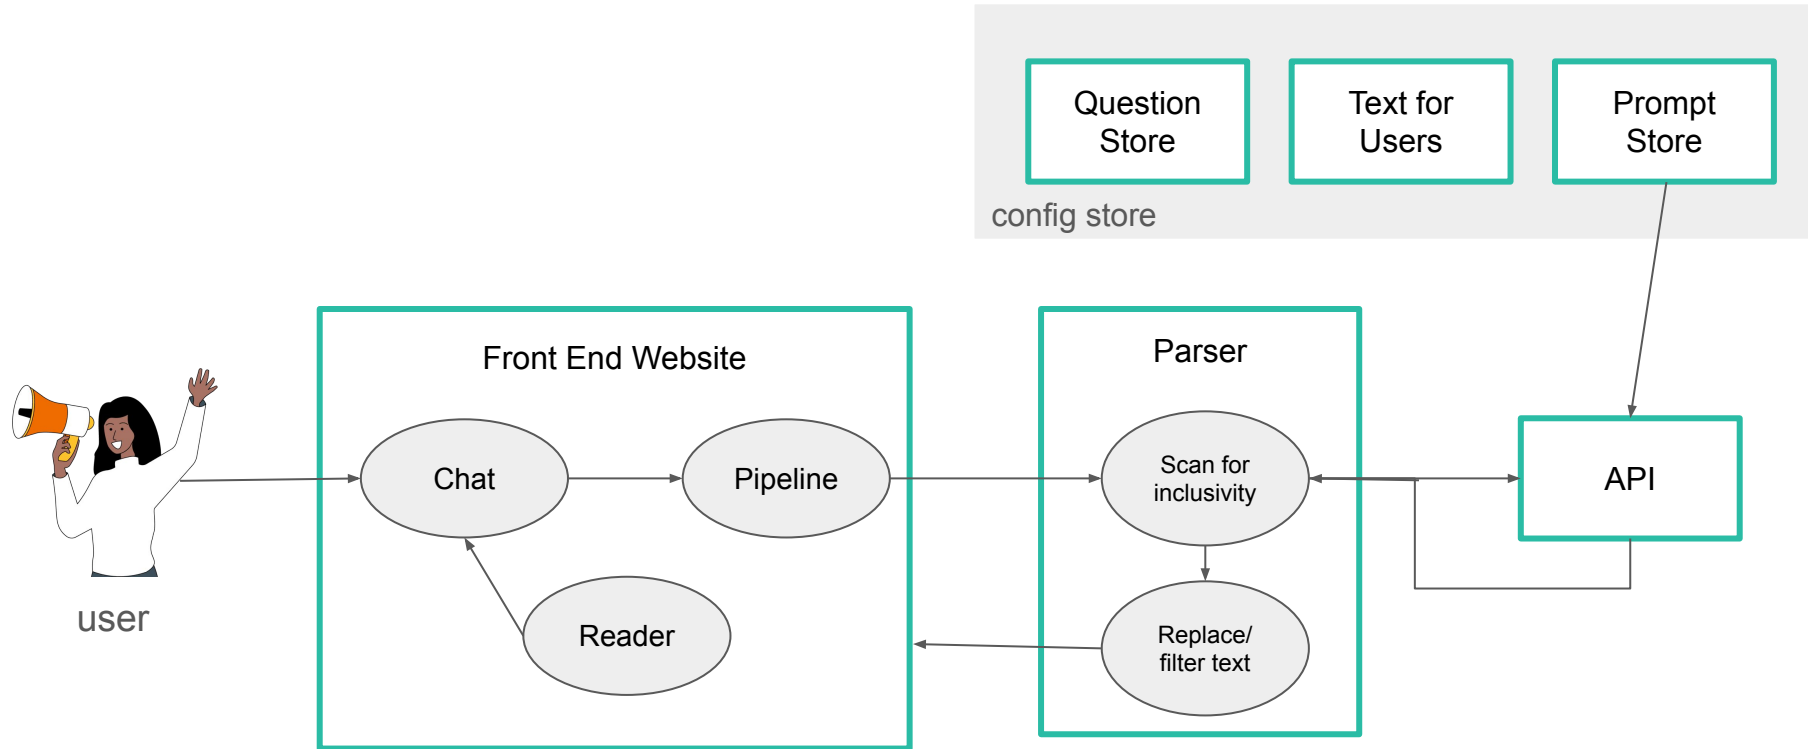 Question
Store
Text for
Users
Prompt
Store
config store
Front End Website
Parser
Chat
Pipeline
Scan for
inclusivity
API
user
Reader
Replace/
filter text